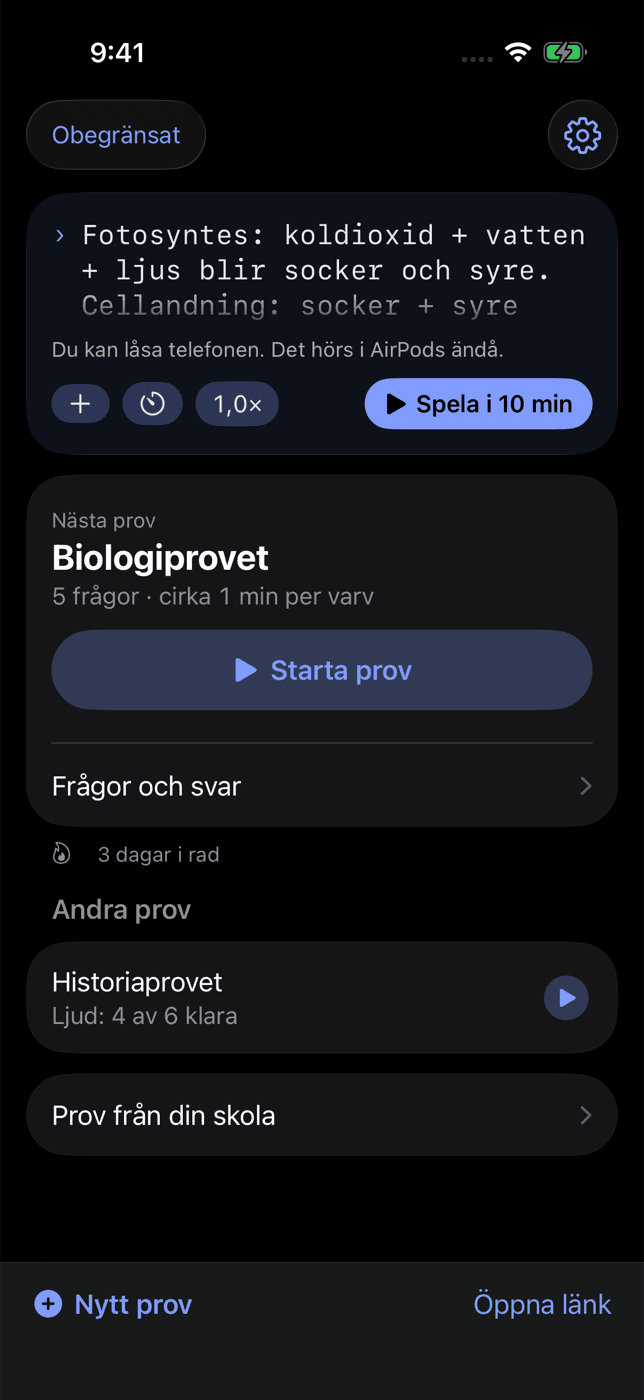 9:41
Obegränsat
› Fotosyntes: koldioxid + vatten
+ ljus blir socker och syre.
Cellandning: socker + syre
Du kan låsa telefonen. Det hörs i AirPods ändå.
1,0×
Spela i 10 min
Nästa prov
Biologiprovet
5 frågor · cirka 1 min per varv
Starta prov
Frågor och svar
3 dagar i rad
Andra prov
Historiaprovet
Ljud: 4 av 6 klara
Prov från din skola
Nytt prov
Öppna länk